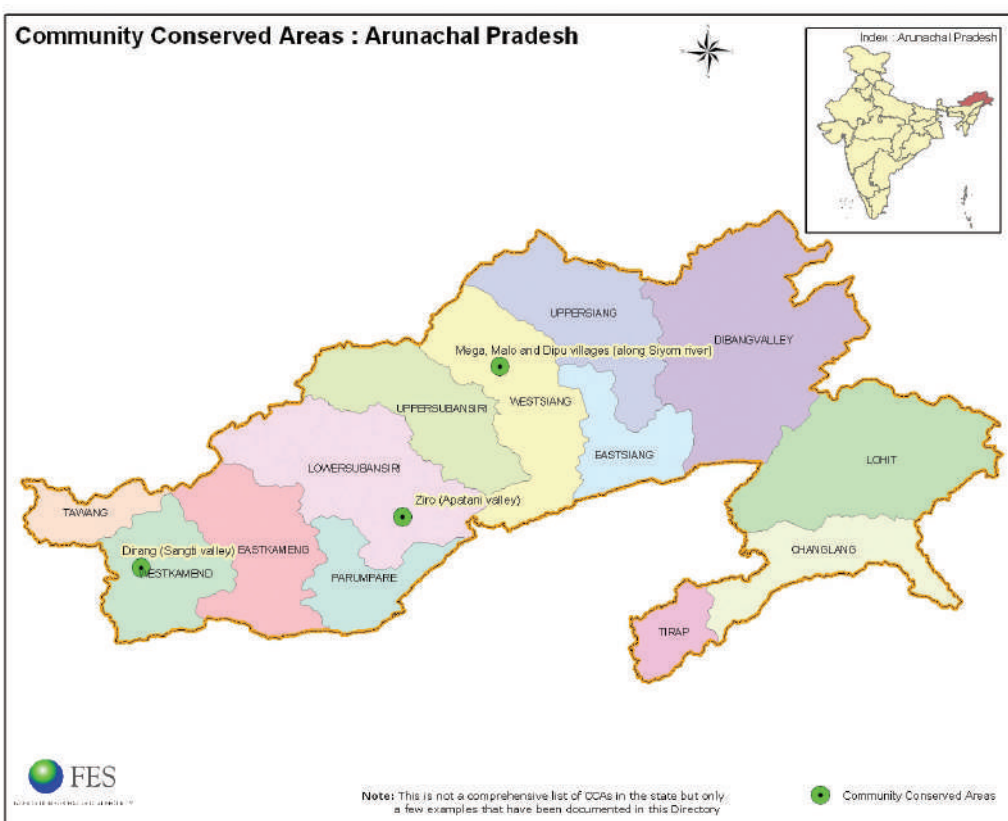 Community Conserved Areas : Arunachal Pradesh
Index : Arunachal Pradesh
UPPERSIANG
DIBANGVALLEY
Mega, Malo and Dipu villages (along Siyom river)
WESTSIANG
UPPERSUBANSIRI
EASTSIANG
LOHIT
LOWERSUBANSIRI
Ziro (Apatani valley)
TAWANG
Dirang (Sangti valley)
EASTKAMENG
CHANGLANG
WESTKAMENG
PARUMPARE
TIRAP
FES
Note: This is not a comprehensive list of CCAs in the state but only
a few examples that have been documented in this Directory
Community Conserved Areas